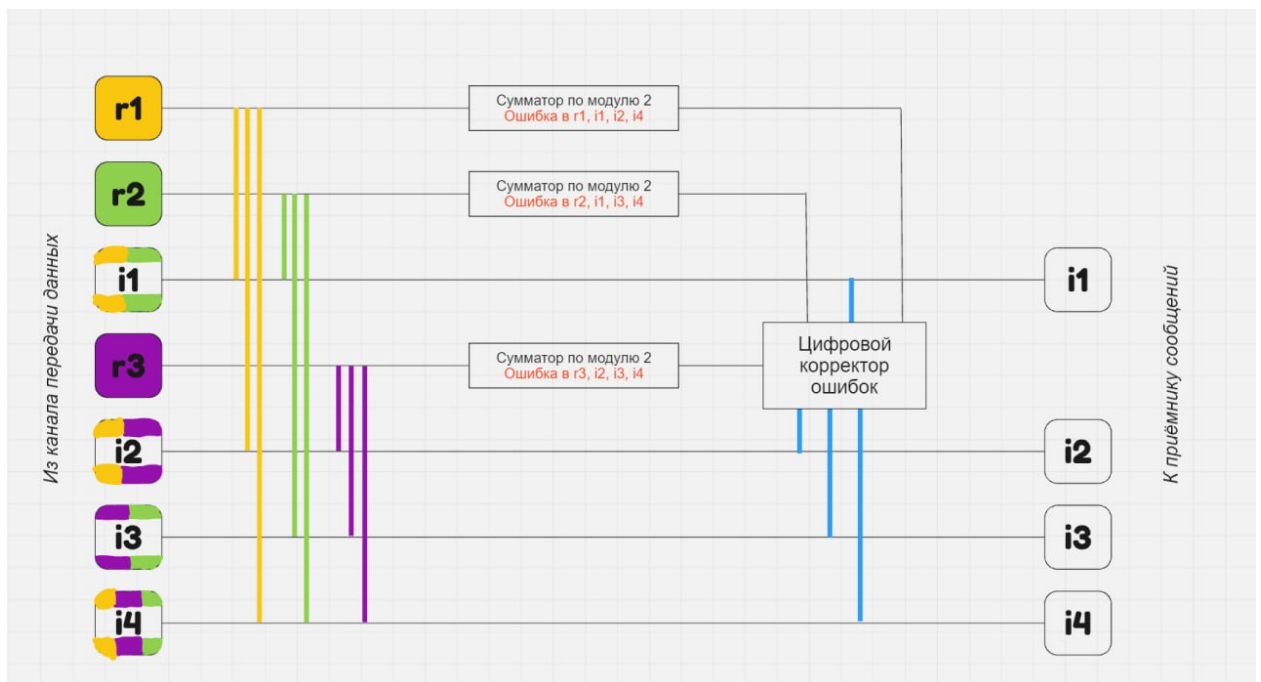 r1
Сумматор по модулю 2
Ошибка в r1, i1, i2, i4
r2
Сумматор по модулю 2
Ошибка в r2, i1, i3, i4
Из канала передачи данных
i1
i1
К приёмнику сообщений
r3
Сумматор по модулю 2
Ошибка в r3, i2, i3, i4
Цифровой
корректор
ошибок
i2
i2
i3
i3
i4
i4